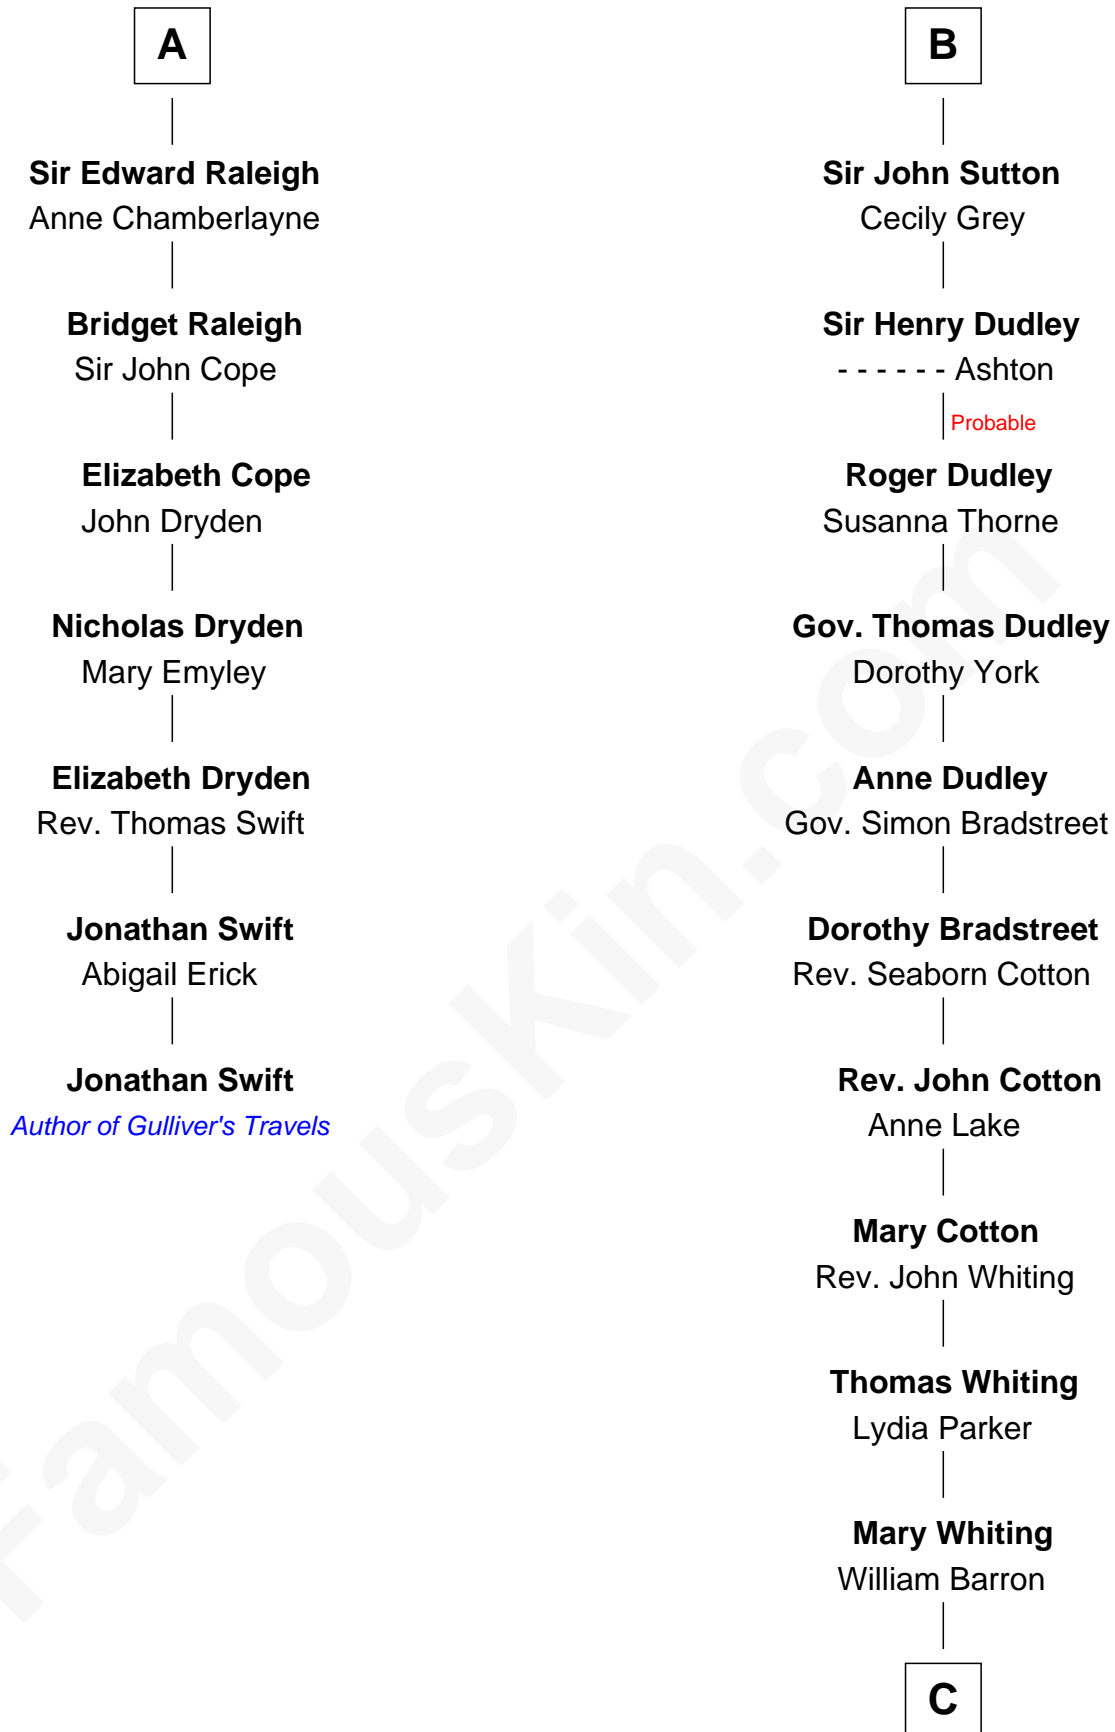 A
Sir Edward Raleigh
Anne Chamberlayne
Bridget Raleigh
Sir John Cope
Elizabeth Cope
John Dryden
Nicholas Dryden
Mary Emyley
Elizabeth Dryden
Rev. Thomas Swift
Jonathan Swift
Abigail Erick
Jonathan Swift
Author of Gulliver's Travels
B
Sir John Sutton
Cecily Grey
Sir Henry Dudley
- - - - - - Ashton
Probable
Roger Dudley
Susanna Thorne
Gov. Thomas Dudley
Dorothy York
Anne Dudley
Gov. Simon Bradstreet
Dorothy Bradstreet
Rev. Seaborn Cotton
Rev. John Cotton
Anne Lake
Mary Cotton
Rev. John Whiting
Thomas Whiting
Lydia Parker
Mary Whiting
William Barron
C
FamousKin.com